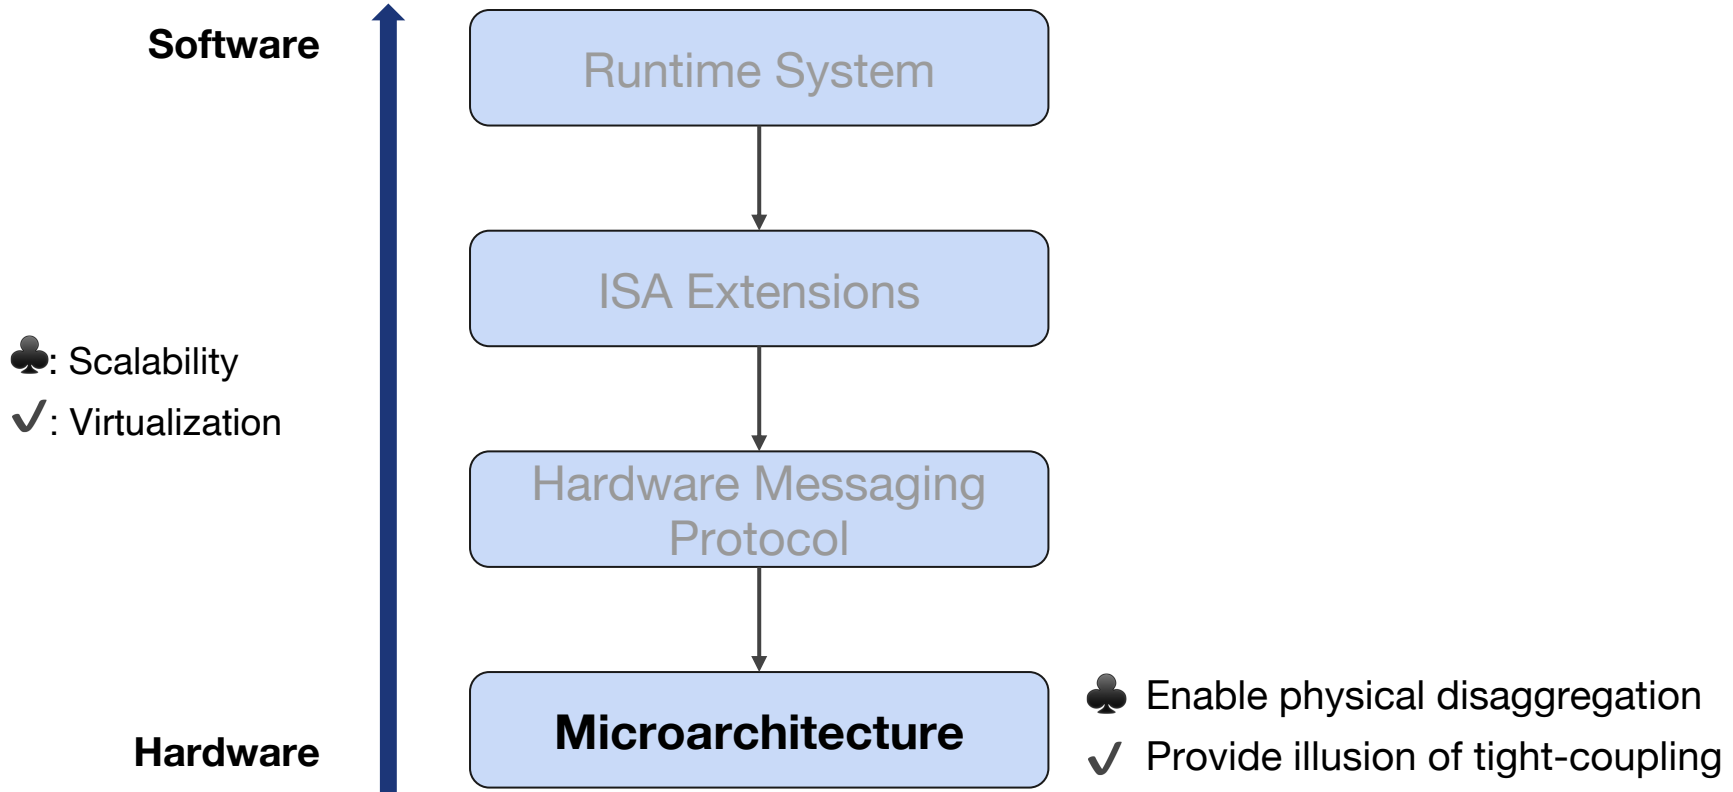 Software
Runtime System
ISA Extensions
♣: Scalability
✓: Virtualization
Hardware Messaging
Protocol
Microarchitecture
♣ Enable physical disaggregation
✓ Provide illusion of tight-coupling
Hardware